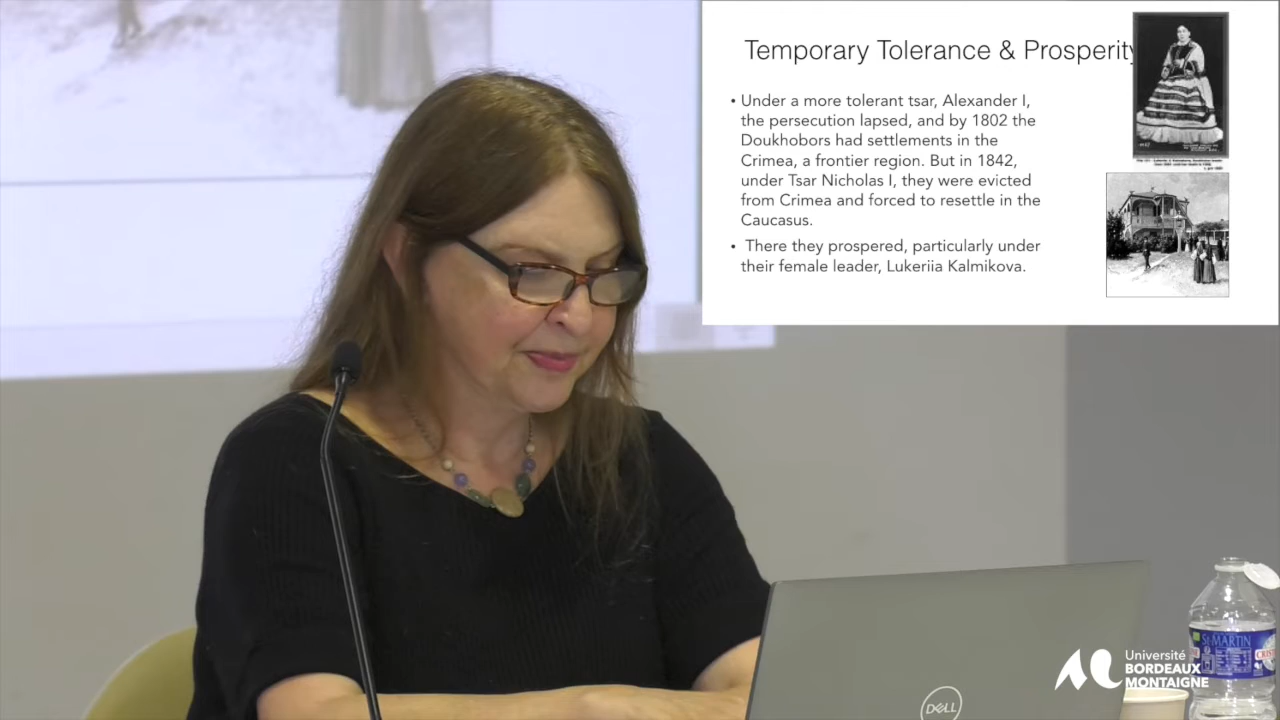 Temporary Tolerance & Prosperity
• Under a more tolerant tsar, Alexander I,
the persecution lapsed, and by 1802 the
Doukhobors had settlements in the
Crimea, a frontier region. But in 1842,
under Tsar Nicholas I, they were evicted
from Crimea and forced to resettle in the
Caucasus.
• There they prospered, particularly under
their female leader, Lukeriia Kalmikova.
ST-MARTIN
DELL
Université
BORDEAUX
MONTAIGNE